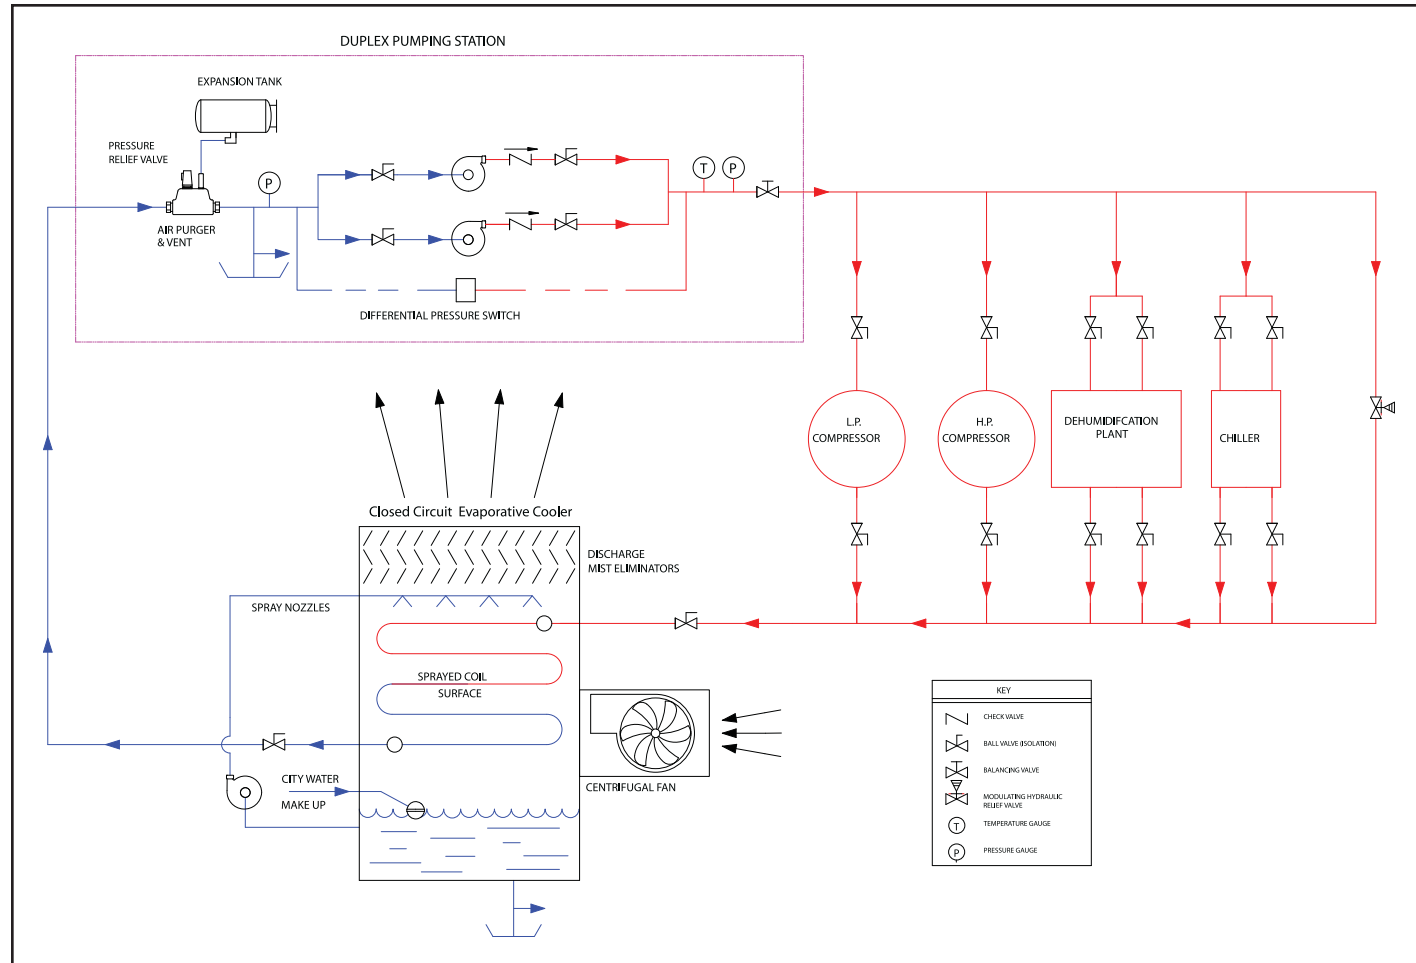 DUPLEX PUMPING STATION
EXPANSION TANK
PRESSURE
RELIEF VALVE
P
AIR PURGER
& VENT
T
P
DIFFERENTIAL PRESSURE SWITCH
L.P.
COMPRESSOR
H.P.
COMPRESSOR
DEHUMIDIFCATION
PLANT
CHILLER
Closed Circuit Evaporative Cooler
DISCHARGE
MIST ELIMINATORS
SPRAY NOZZLES
SPRAYED COIL
SURFACE
CITY WATER
MAKE UP
CENTRIFUGAL FAN
KEY
CHECK VALVE
BALL VALVE (ISOLATION)
BALANCING VALVE
MODULATING HYDRAULIC
RELIEF VALVE
T
TEMPERATURE GAUGE
P
PRESSURE GAUGE